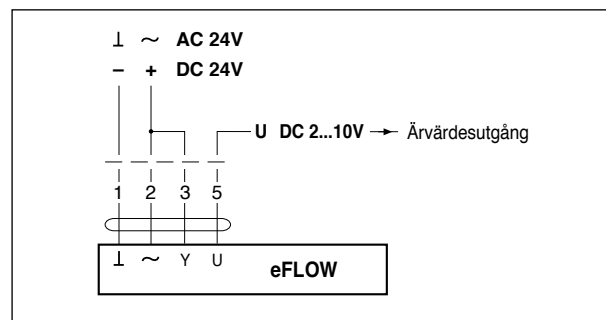 ⊥ ~ AC 24V
– + DC 24V
U DC 2...10V → Ärvärdesutgång
1 2 3 5
⊥ ~ Y U
eFLOW